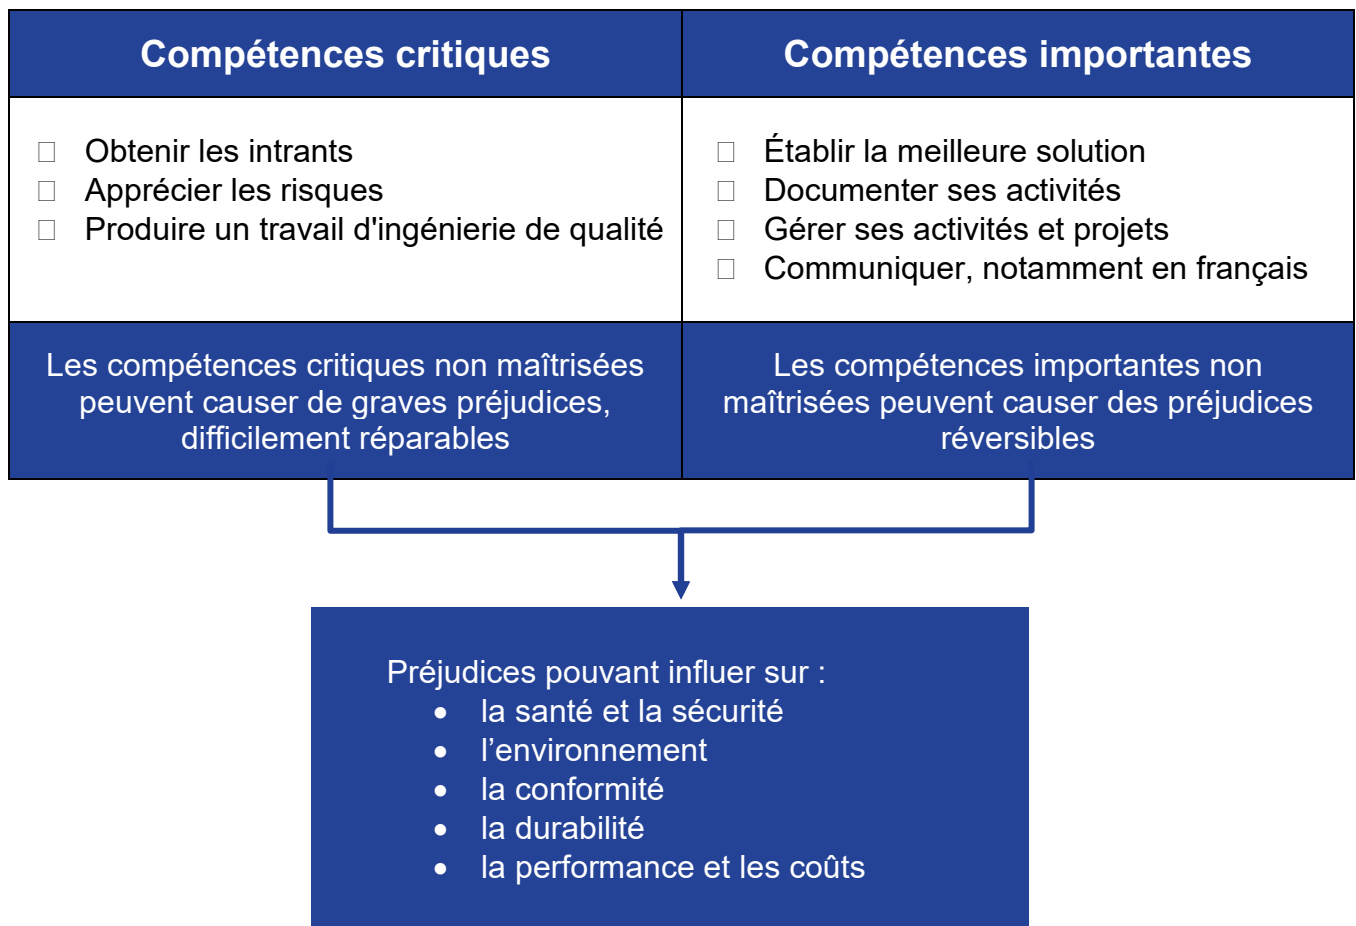 Compétences critiques
Compétences importantes
Obtenir les intrants
Apprécier les risques
Produire un travail d'ingénierie de qualité
Établir la meilleure solution
Documenter ses activités
Gérer ses activités et projets
Communiquer, notamment en français
Les compétences critiques non maîtrisées
peuvent causer de graves préjudices,
difficilement réparables
Les compétences importantes non
maîtrisées peuvent causer des préjudices
réversibles
Préjudices pouvant influer sur :
• la santé et la sécurité
• l’environnement
• la conformité
• la durabilité
• la performance et les coûts